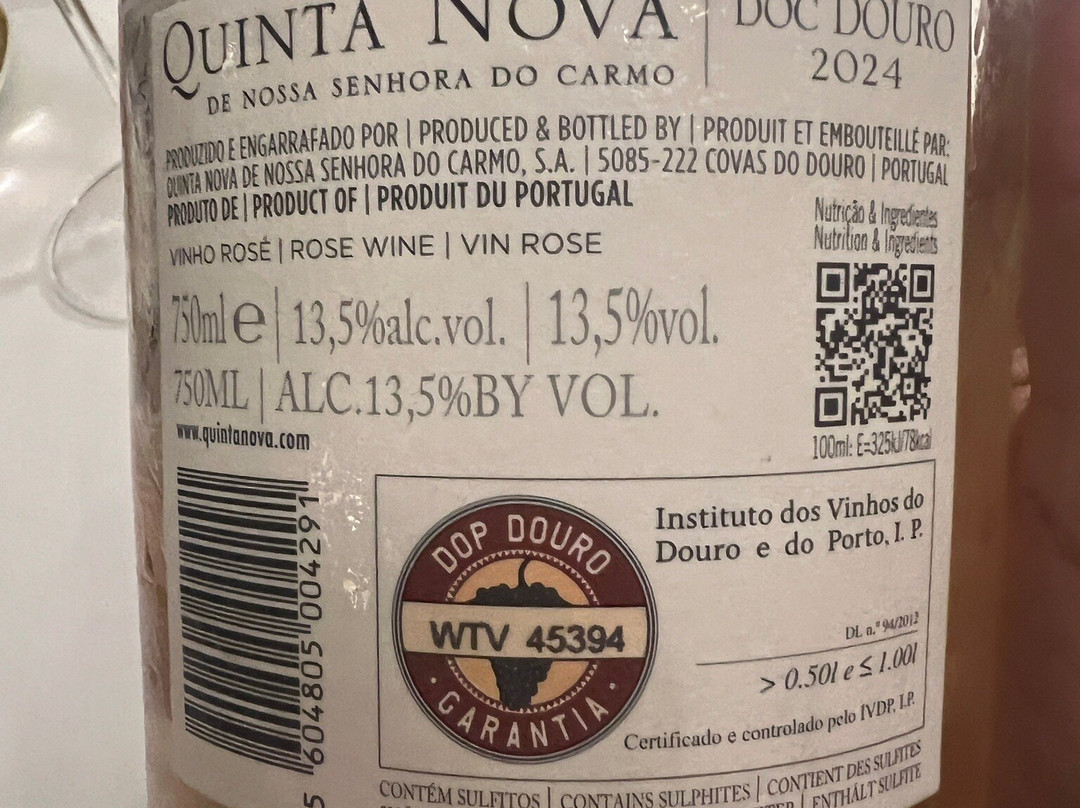 QUINTA NOVA | DOC DOURO
DE NOSSA SENHORA DO CARMO | 2024
PRODUZIDO E ENGARRAFADO POR | PRODUCED & BOTTLED BY | PRODUIT ET EMBOUTEILLÉ PAR:
QUINTA NOVA DE NOSSA SENHORA DO CARMO, S.A. | 5085-222 COVAS DO DOURO | PORTUGAL
PRODUTO DE | PRODUCT OF | PRODUIT DU PORTUGAL
VINHO ROSÉ | ROSE WINE | VIN ROSE
Nutrição & Ingredientes
Nutrition & Ingredients
750ml e | 13,5%alc.vol. | 13,5%vol.
750ML | ALC.13,5%BY VOL.
www.quintanova.com
100ml: E=325kJ/78kcal
5 604805 004291
DOP DOURO
WTV 45394
GARANTIA
Instituto dos Vinhos do
Douro e do Porto, I. P.
DL n.º 94/2012
> 0.50l e ≤ 1.00l
Certificado e controlado pelo IVDP, I.P.
CONTÉM SULFITOS | CONTAINS SULPHITES | CONTIENT DES SULFITES
ENTHÄLT SULFITE